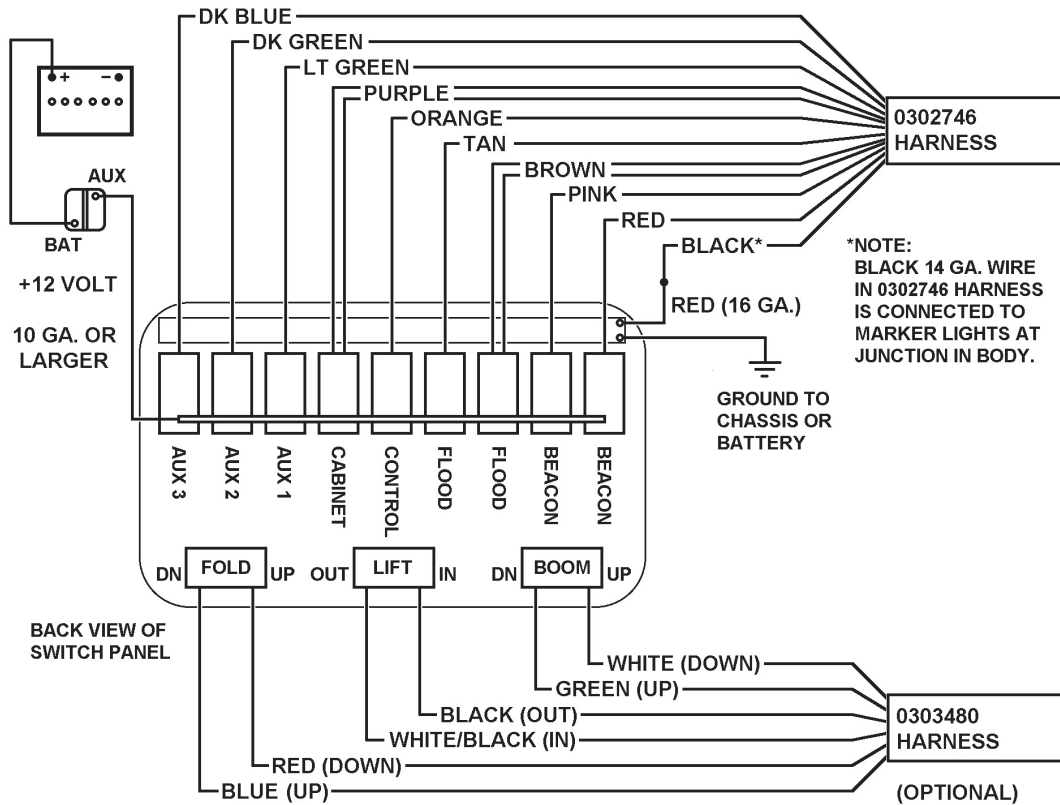 DK BLUE
DK GREEN
LT GREEN
PURPLE
ORANGE
TAN
BROWN
PINK
RED
BLACK*
RED (16 GA.)
0302746
HARNESS
*NOTE:
BLACK 14 GA. WIRE
IN 0302746 HARNESS
IS CONNECTED TO
MARKER LIGHTS AT
JUNCTION IN BODY.
+ −
AUX
BAT
+12 VOLT
10 GA. OR
LARGER
GROUND TO
CHASSIS OR
BATTERY
AUX 3
AUX 2
AUX 1
CABINET
CONTROL
FLOOD
FLOOD
BEACON
BEACON
DN FOLD UP
OUT LIFT IN
DN BOOM UP
BACK VIEW OF
SWITCH PANEL
WHITE (DOWN)
GREEN (UP)
BLACK (OUT)
WHITE/BLACK (IN)
RED (DOWN)
BLUE (UP)
0303480
HARNESS
(OPTIONAL)